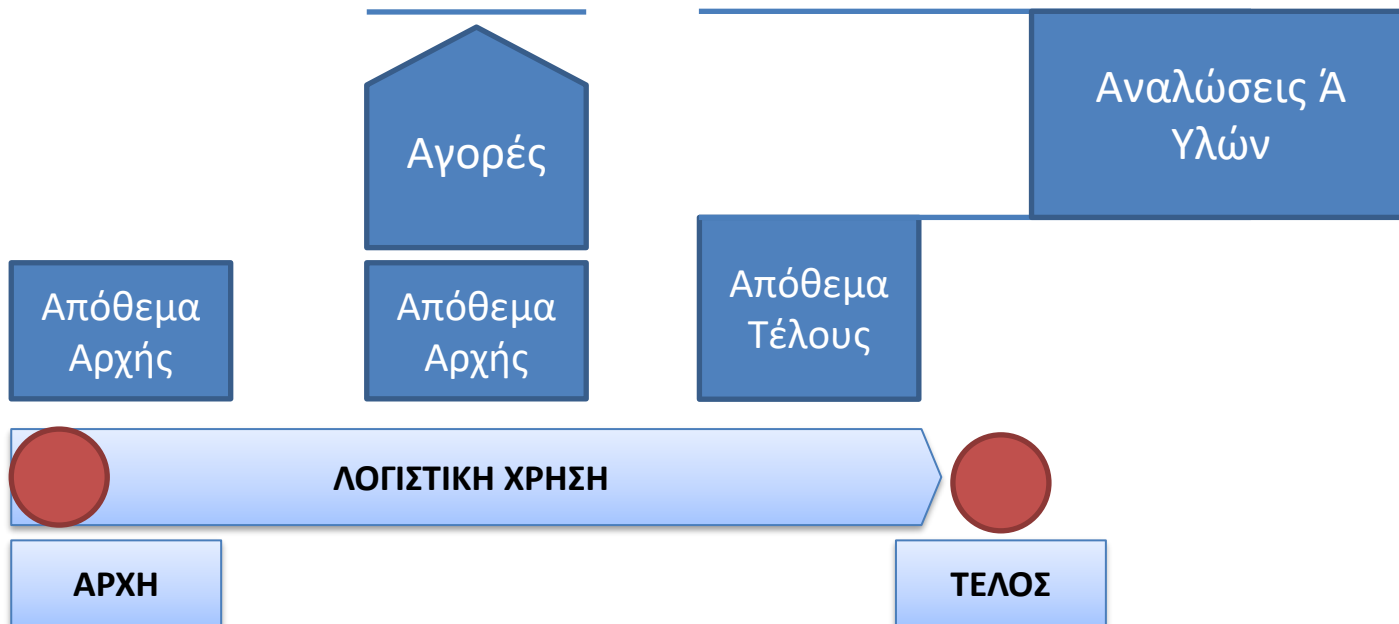 Αγορές
Αναλώσεις Ά
Υλών
Απόθεμα
Αρχής
Απόθεμα
Αρχής
Απόθεμα
Τέλους
ΛΟΓΙΣΤΙΚΗ ΧΡΗΣΗ
ΑΡΧΗ
ΤΕΛΟΣ